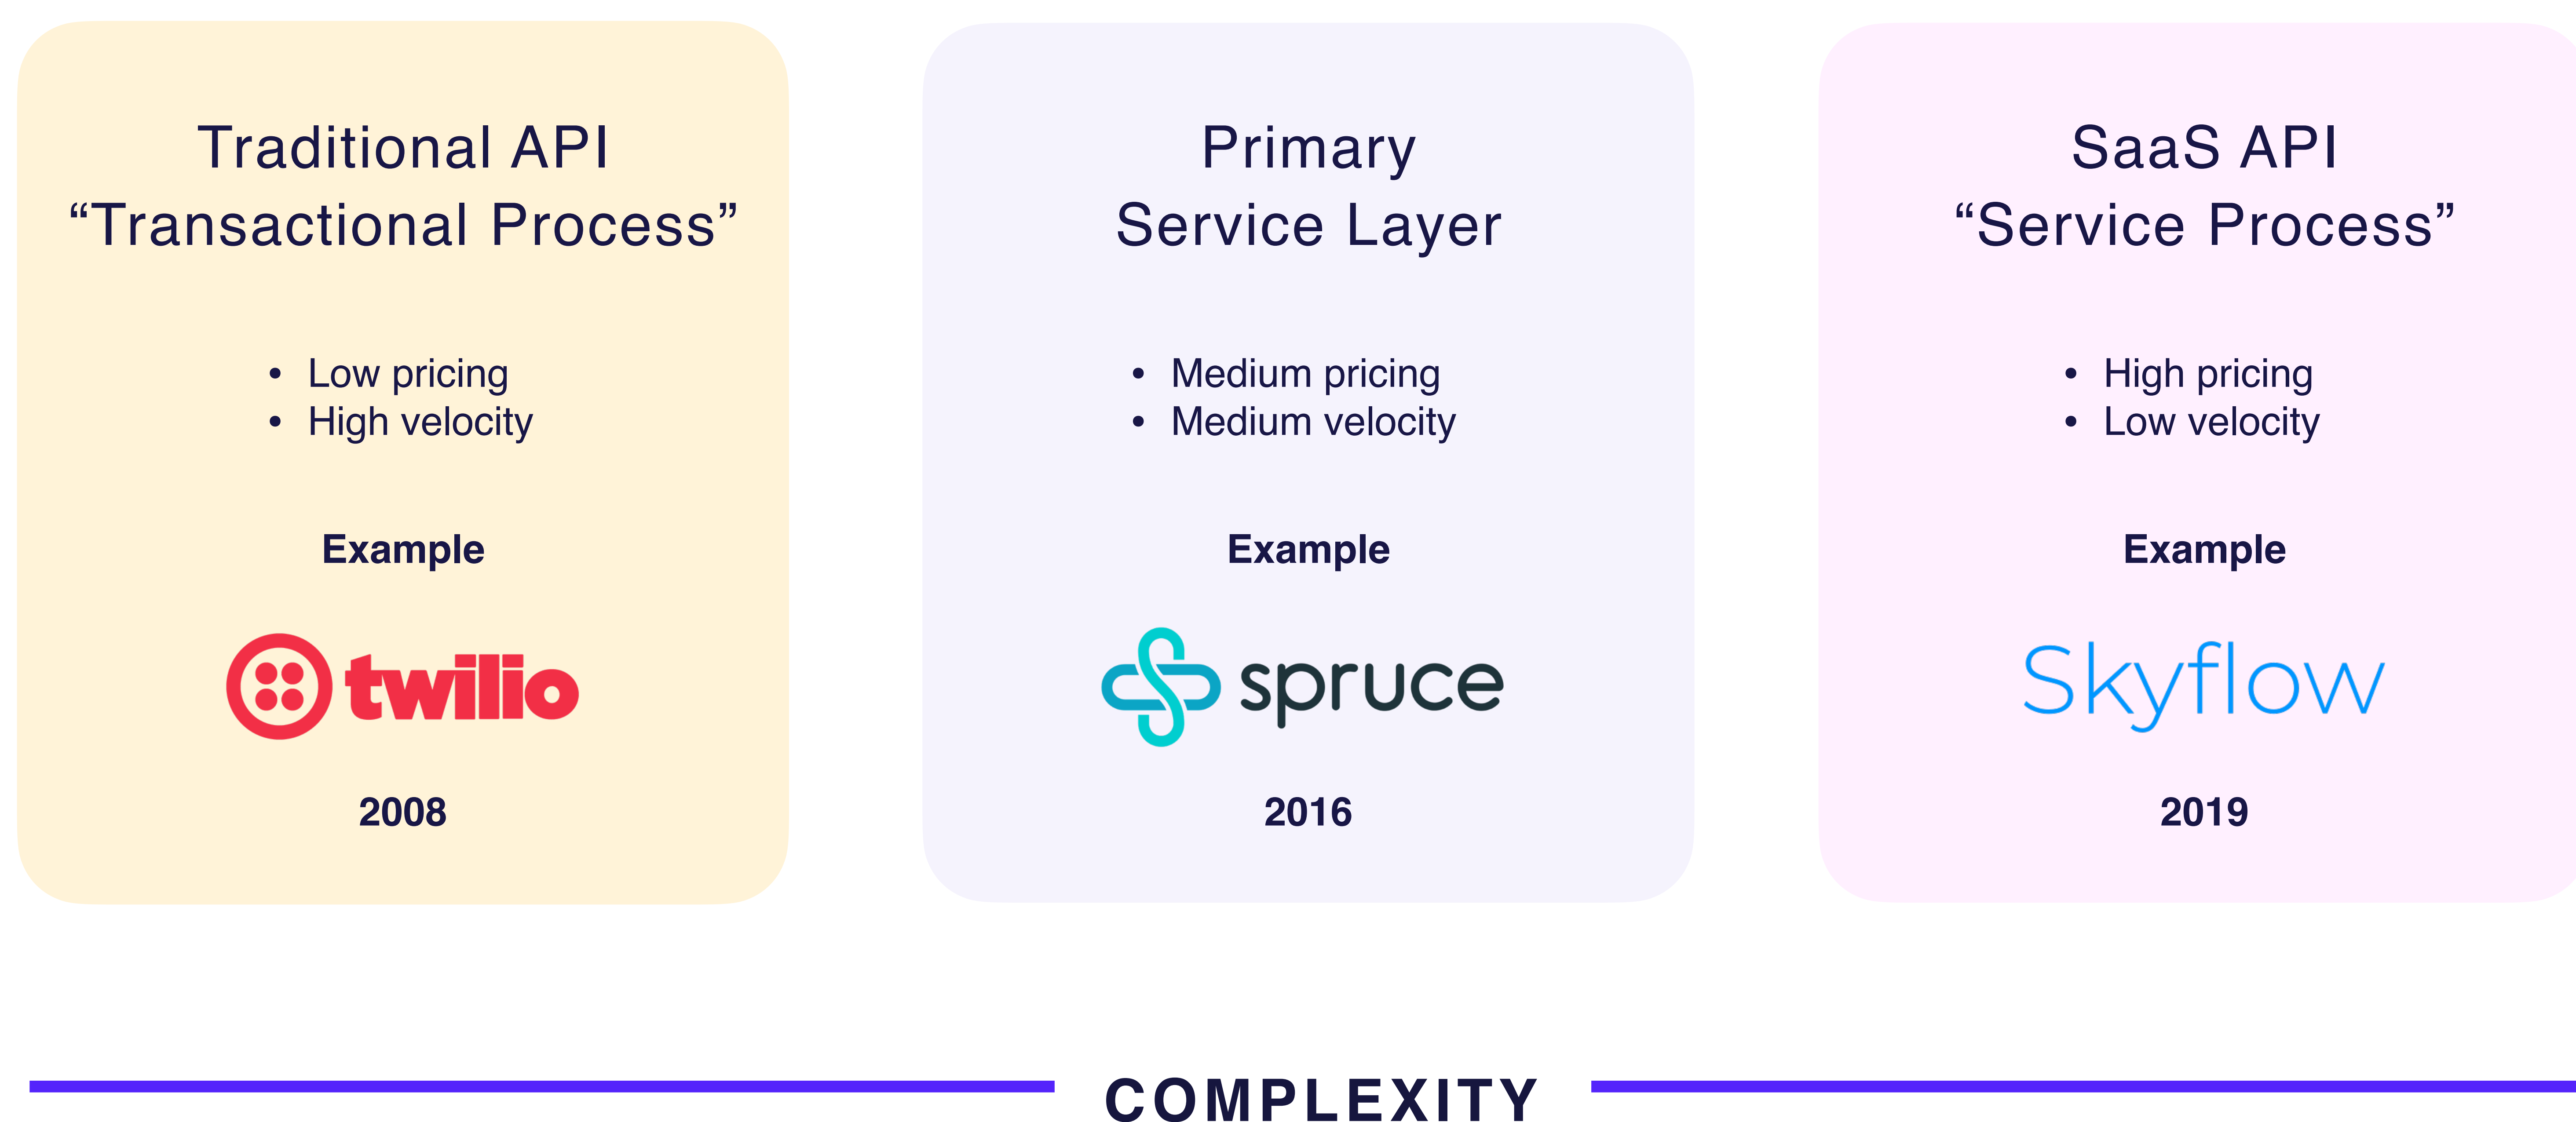 Traditional API
“Transactional Process”
• Low pricing
• High velocity
Example
twilio
2008
Primary
Service Layer
• Medium pricing
• Medium velocity
Example
spruce
2016
SaaS API
“Service Process”
• High pricing
• Low velocity
Example
Skyflow
2019
COMPLEXITY